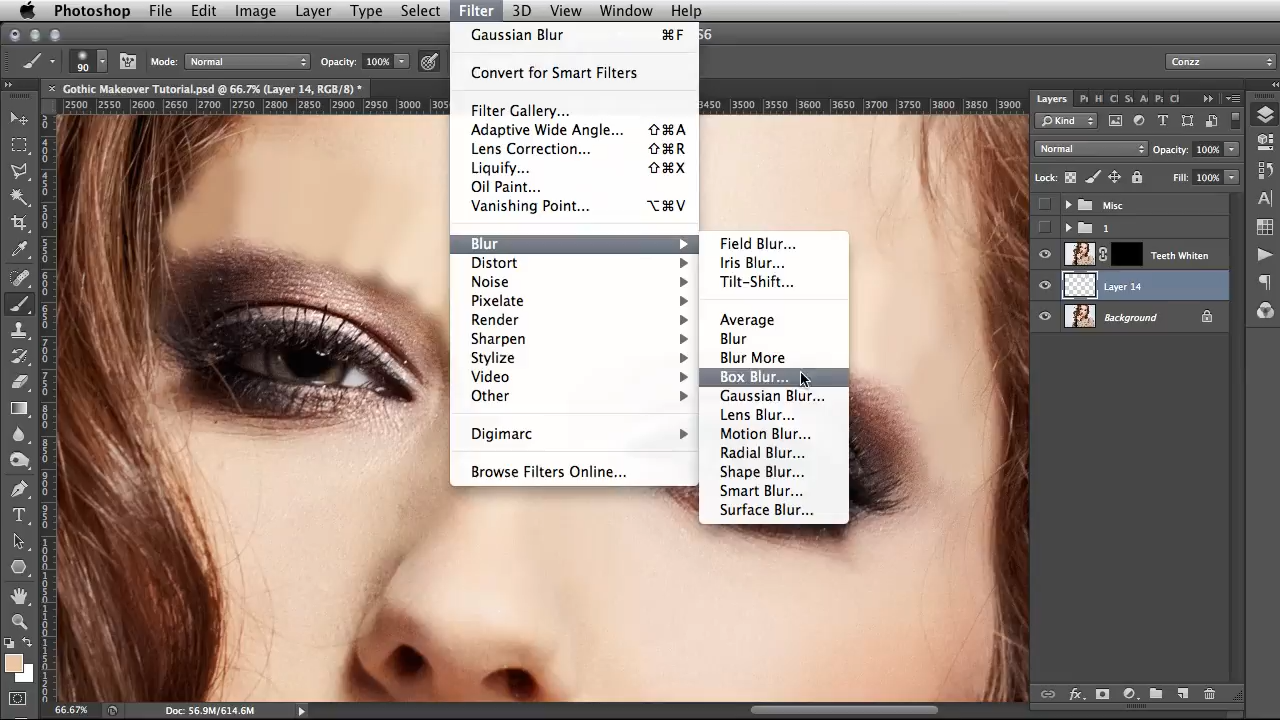 Photoshop File Edit Image Layer Type Select Filter 3D View Window Help
S6
90 Mode: Normal Opacity: 100% Conzz
Gothic Makeover Tutorial.psd @ 66.7% (Layer 14, RGB/8) *
2500 2550 2600 2650 2700 2750 2800 2850 2900 2950 3000 305 3450 3500 3550 3600 3650 3700 3750 3800 3850 3900
Gaussian Blur ⌘F
Convert for Smart Filters
Filter Gallery...
Adaptive Wide Angle... ⇧⌘A
Lens Correction... ⇧⌘R
Liquify... ⇧⌘X
Oil Paint...
Vanishing Point... ⌥⌘V
Blur
Distort
Noise
Pixelate
Render
Sharpen
Stylize
Video
Other
Digimarc
Browse Filters Online...
Field Blur...
Iris Blur...
Tilt-Shift...
Average
Blur
Blur More
Box Blur...
Gaussian Blur...
Lens Blur...
Motion Blur...
Radial Blur...
Shape Blur...
Smart Blur...
Surface Blur...
Layers
Kind
Normal Opacity: 100%
Lock: Fill: 100%
Misc
1
Teeth Whiten
Layer 14
Background
66.67% Doc: 56.9M/614.6M